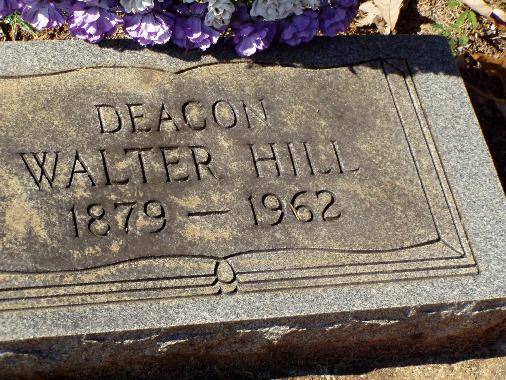 DEACON
WALTER HILL
1879 — 1962